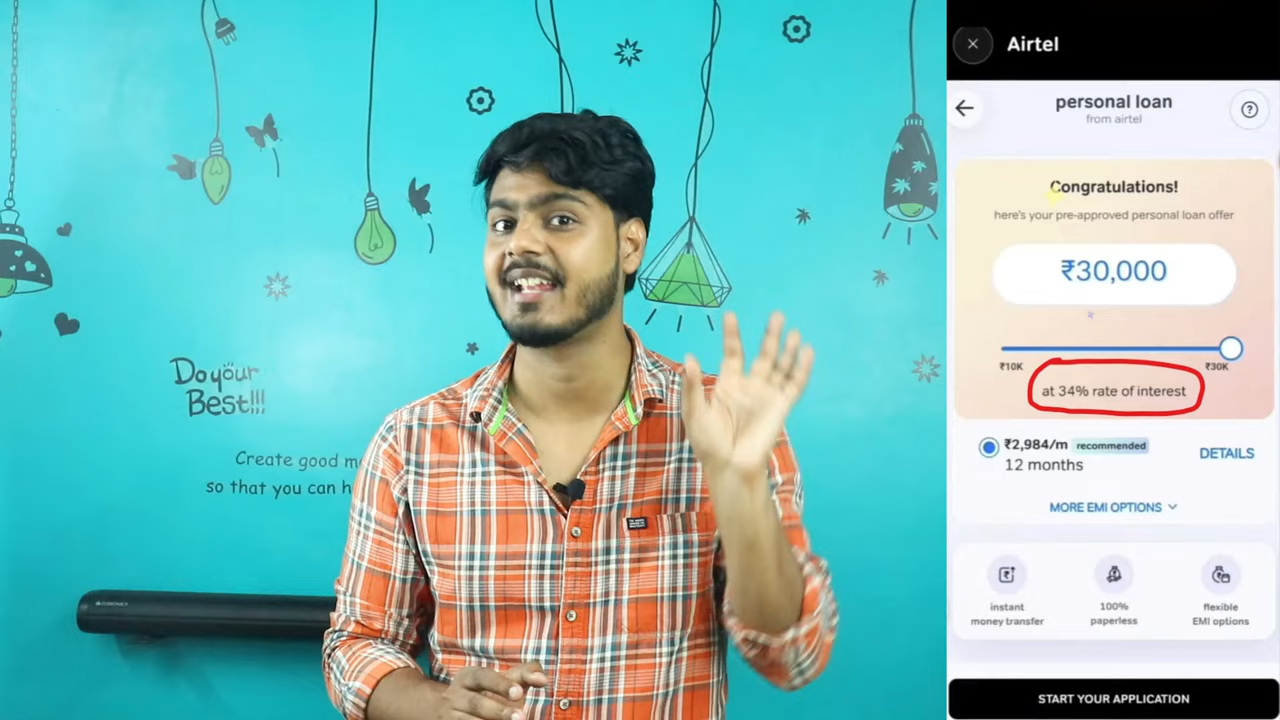 Do your
Best!!!
Create good m
so that you can h
Airtel
personal loan
from airtel
?
Congratulations!
here's your pre-approved personal loan offer
₹30,000
₹10K
₹30K
at 34% rate of interest
₹2,984/m recommended
12 months
DETAILS
MORE EMI OPTIONS
instant
money transfer
100%
paperless
flexible
EMI options
START YOUR APPLICATION